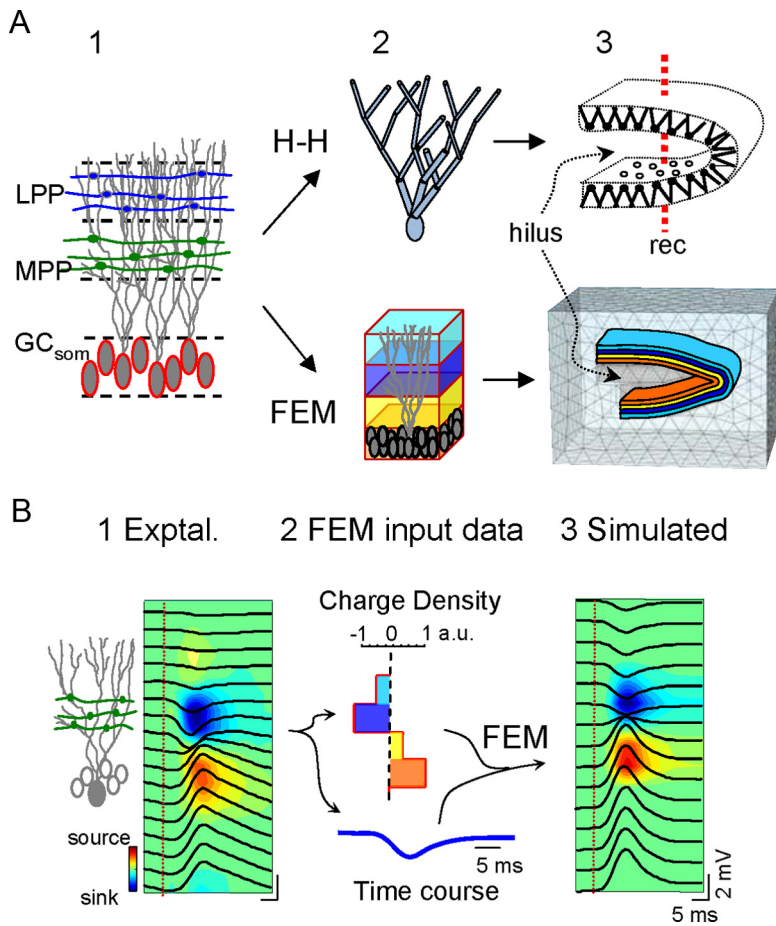 A
1
2
3
H-H
LPP
MPP
GCsom
hilus
rec
FEM
B
1 Exptal.
2 FEM input data
3 Simulated
Charge Density
-1 0 1 a.u.
FEM
source
sink
5 ms
Time course
2 mV
5 ms